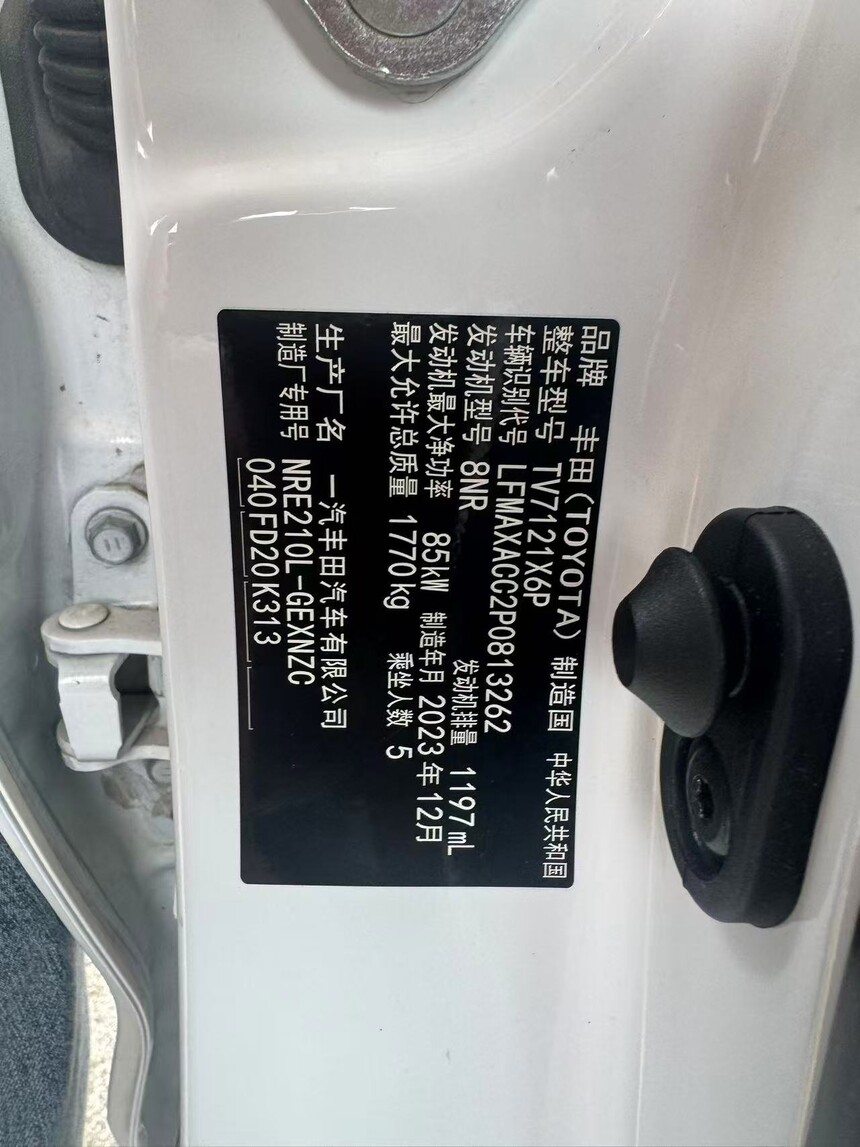 品牌 丰田(TOYOTA) 制造国 中华人民共和国
整车型号 TV7121X6P
车辆识别代号 LFMAXACC2P0813262
发动机型号 8NR 发动机排量 1197mL
发动机最大净功率 85kW 制造年月 2023年12月
最大允许总质量 1770kg 乘坐人数 5
生产厂名 一汽丰田汽车有限公司
制造厂专用号 NRE210L-GEXNZC
040FD20K313